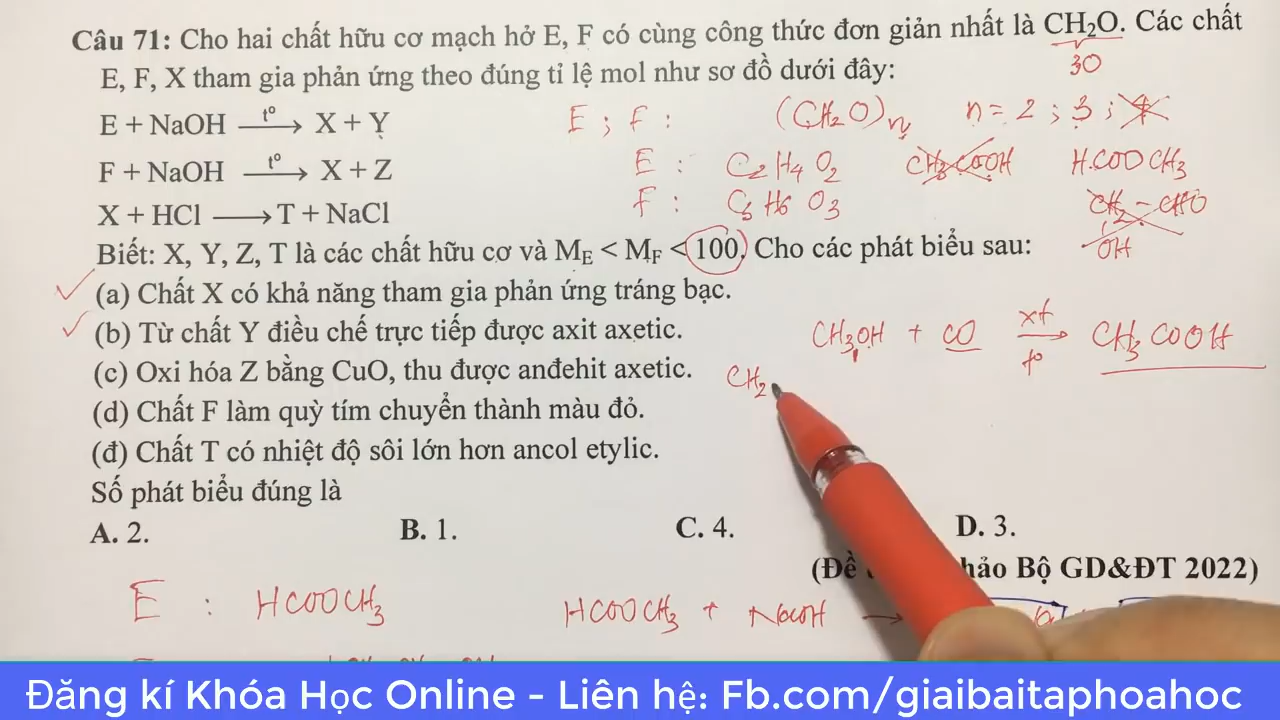 Câu 71: Cho hai chất hữu cơ mạch hở E, F có cùng công thức đơn giản nhất là CH₂O. Các chất
E, F, X tham gia phản ứng theo đúng tỉ lệ mol như sơ đồ dưới đây:
30
E + NaOH →(t°) X + Y
E ; F : (CH₂O)ₙ n = 2 ; 3 ; 4
F + NaOH →(t°) X + Z
E : C₂H₄O₂ CH₃COOH H.COOCH₃
X + HCl → T + NaCl
F : C₃H₆O₃ CH₂ - CHO
OH
Biết: X, Y, Z, T là các chất hữu cơ và M_E < M_F < 100. Cho các phát biểu sau:
(a) Chất X có khả năng tham gia phản ứng tráng bạc.
(b) Từ chất Y điều chế trực tiếp được axit axetic.
CH₃OH + CO →(xt, t°) CH₃COOH
(c) Oxi hóa Z bằng CuO, thu được anđehit axetic.
CH₂
(d) Chất F làm quỳ tím chuyển thành màu đỏ.
(đ) Chất T có nhiệt độ sôi lớn hơn ancol etylic.
Số phát biểu đúng là
A. 2. B. 1. C. 4. D. 3.
(Đề hảo Bộ GD&ĐT 2022)
E : HCOOCH₃ HCOOCH₃ + NaOH →
Đăng kí Khóa Học Online - Liên hệ: Fb.com/giaibaitaphoahoc